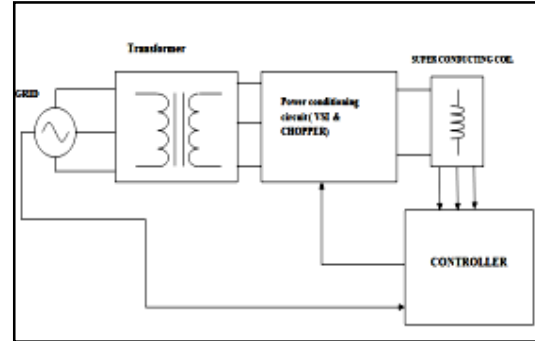 Transformer
SUPER CONDUCTING COIL
GRID
Power conditioning
circuit( VSI &
CHOPPER)
CONTROLLER